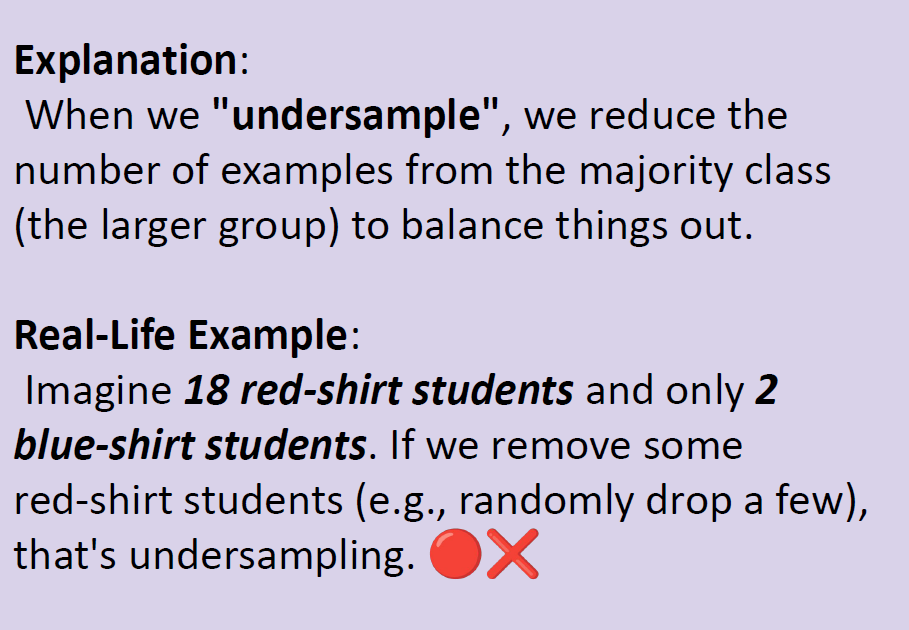 Explanation:
When we "undersample", we reduce the
number of examples from the majority class
(the larger group) to balance things out.
Real-Life Example:
Imagine 18 red-shirt students and only 2
blue-shirt students. If we remove some
red-shirt students (e.g., randomly drop a few),
that's undersampling. 🔴❌